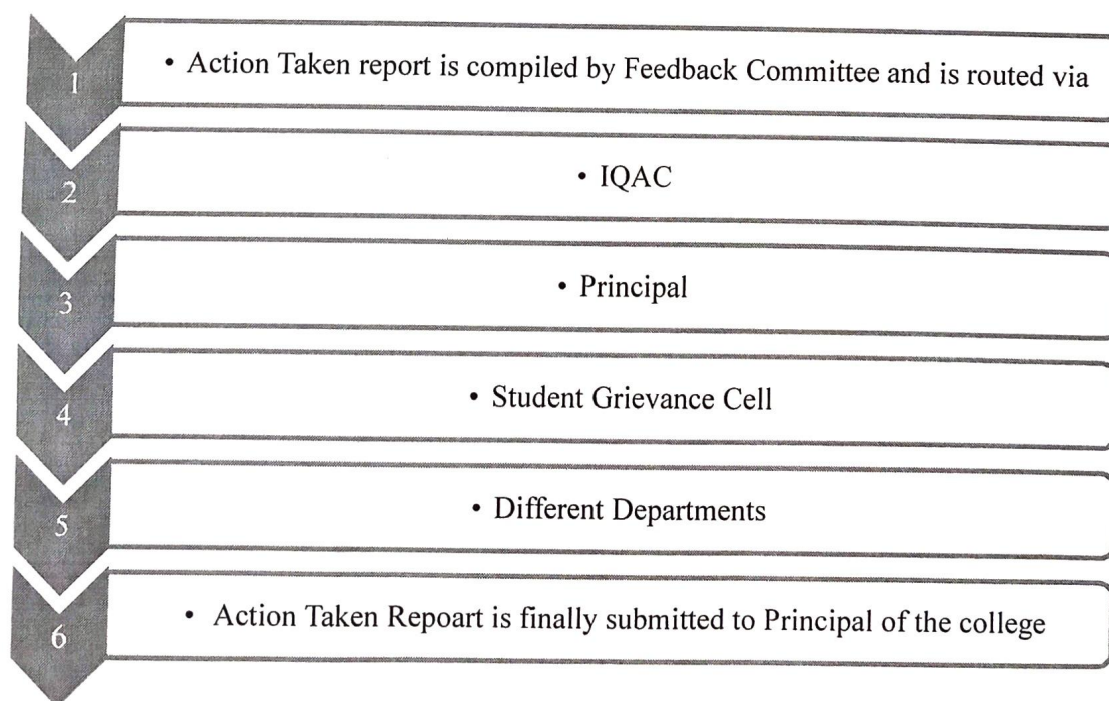 1
• Action Taken report is compiled by Feedback Committee and is routed via
2
• IQAC
3
• Principal
4
• Student Grievance Cell
5
• Different Departments
6
• Action Taken Repoart is finally submitted to Principal of the college